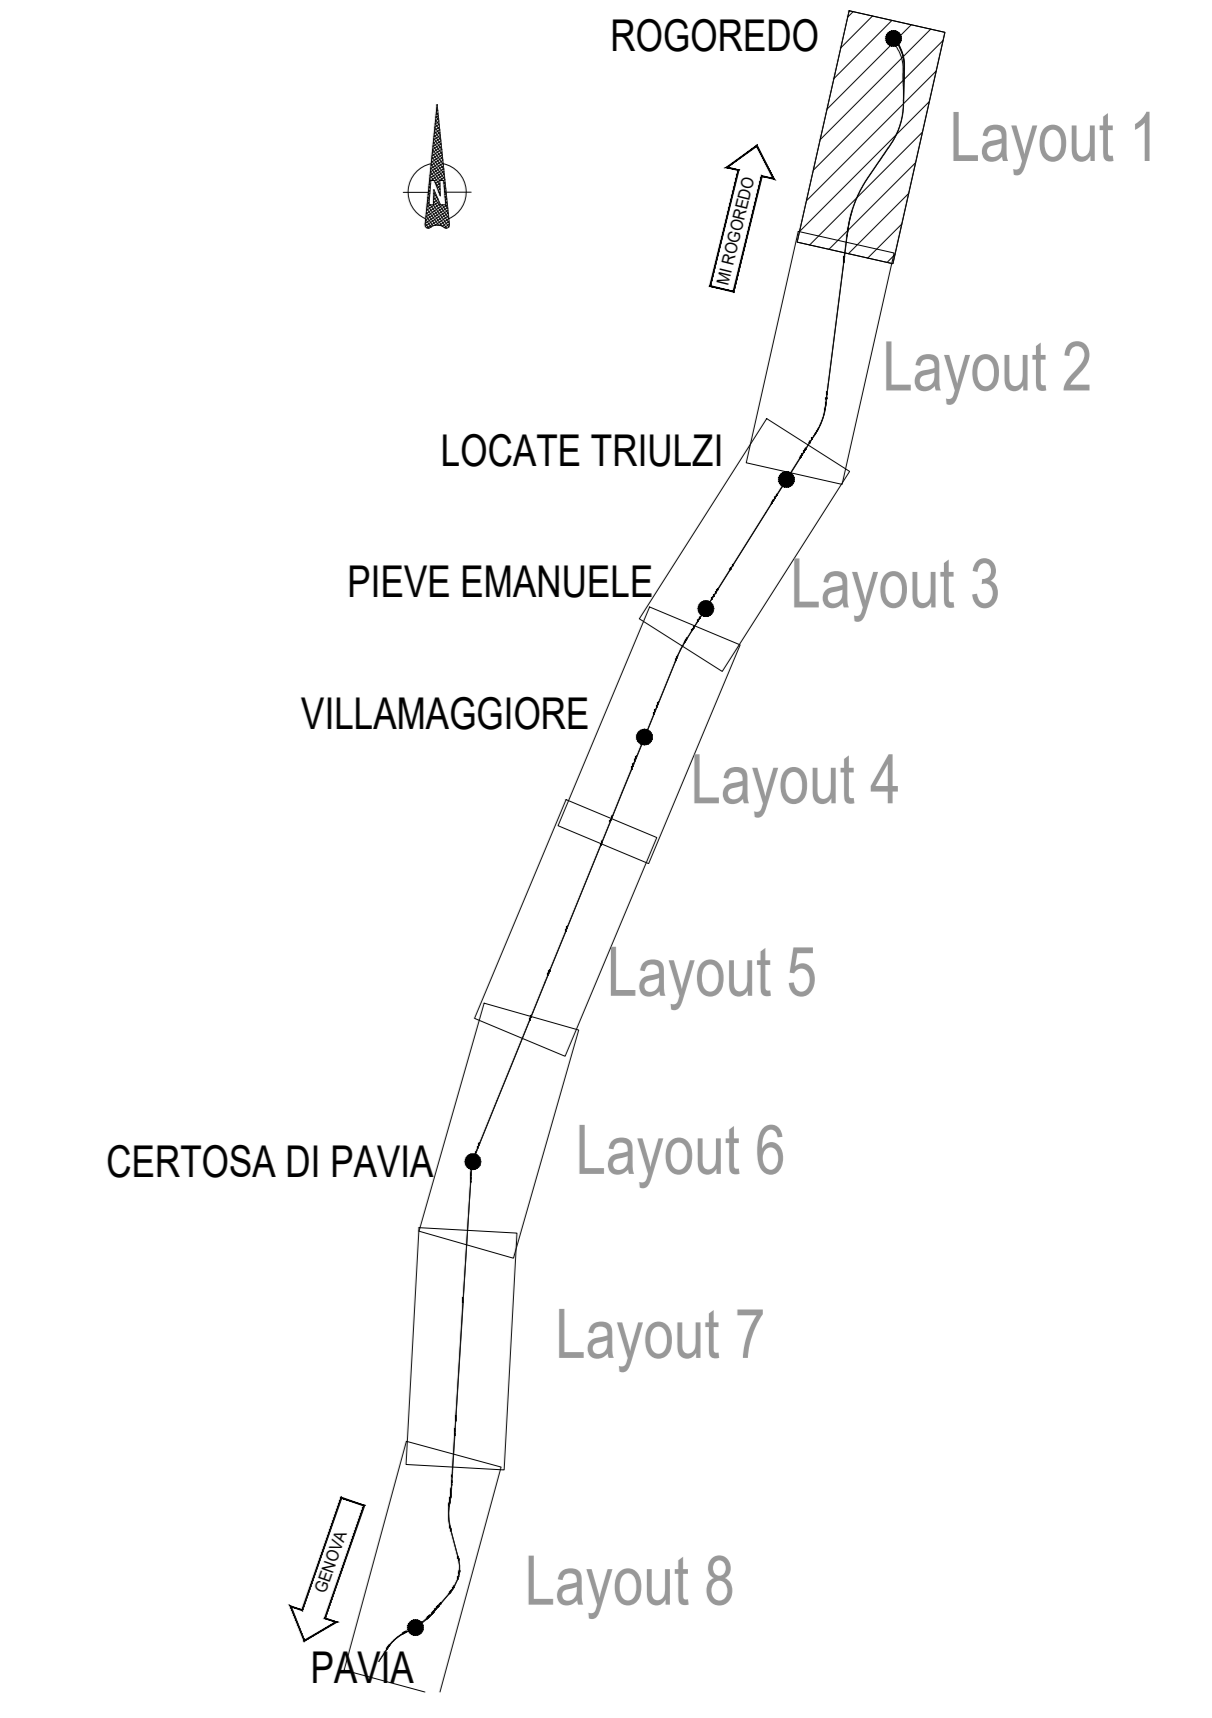 ROGOREDO
Layout 1
N
MI ROGOREDO
Layout 2
LOCATE TRIULZI
PIEVE EMANUELE
Layout 3
VILLAMAGGIORE
Layout 4
Layout 5
CERTOSA DI PAVIA
Layout 6
Layout 7
GENOVA
Layout 8
PAVIA